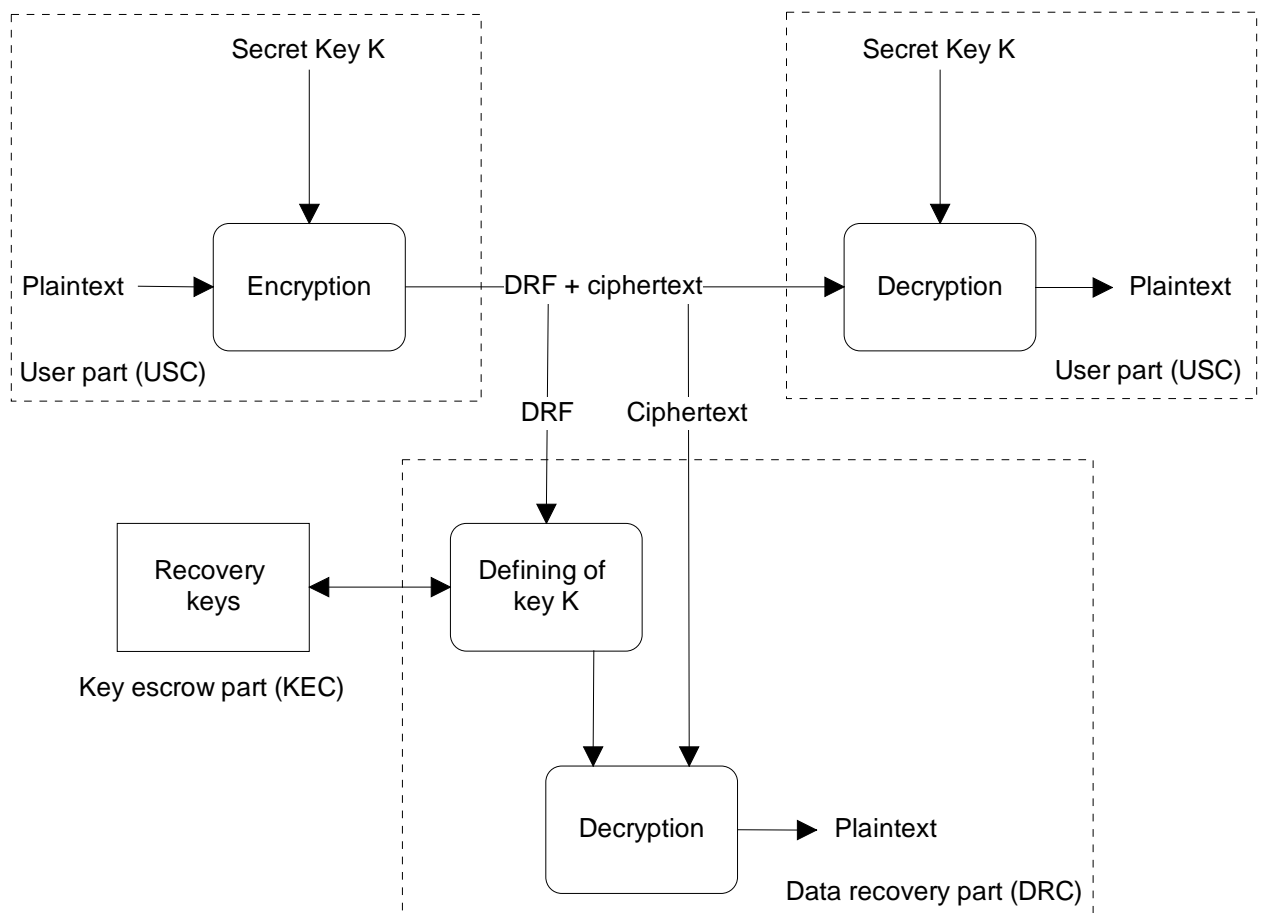 Secret Key K
Secret Key K
Plaintext
Encryption
DRF + ciphertext
Decryption
Plaintext
User part (USC)
User part (USC)
DRF
Ciphertext
Recovery
keys
Defining of
key K
Key escrow part (KEC)
Decryption
Plaintext
Data recovery part (DRC)